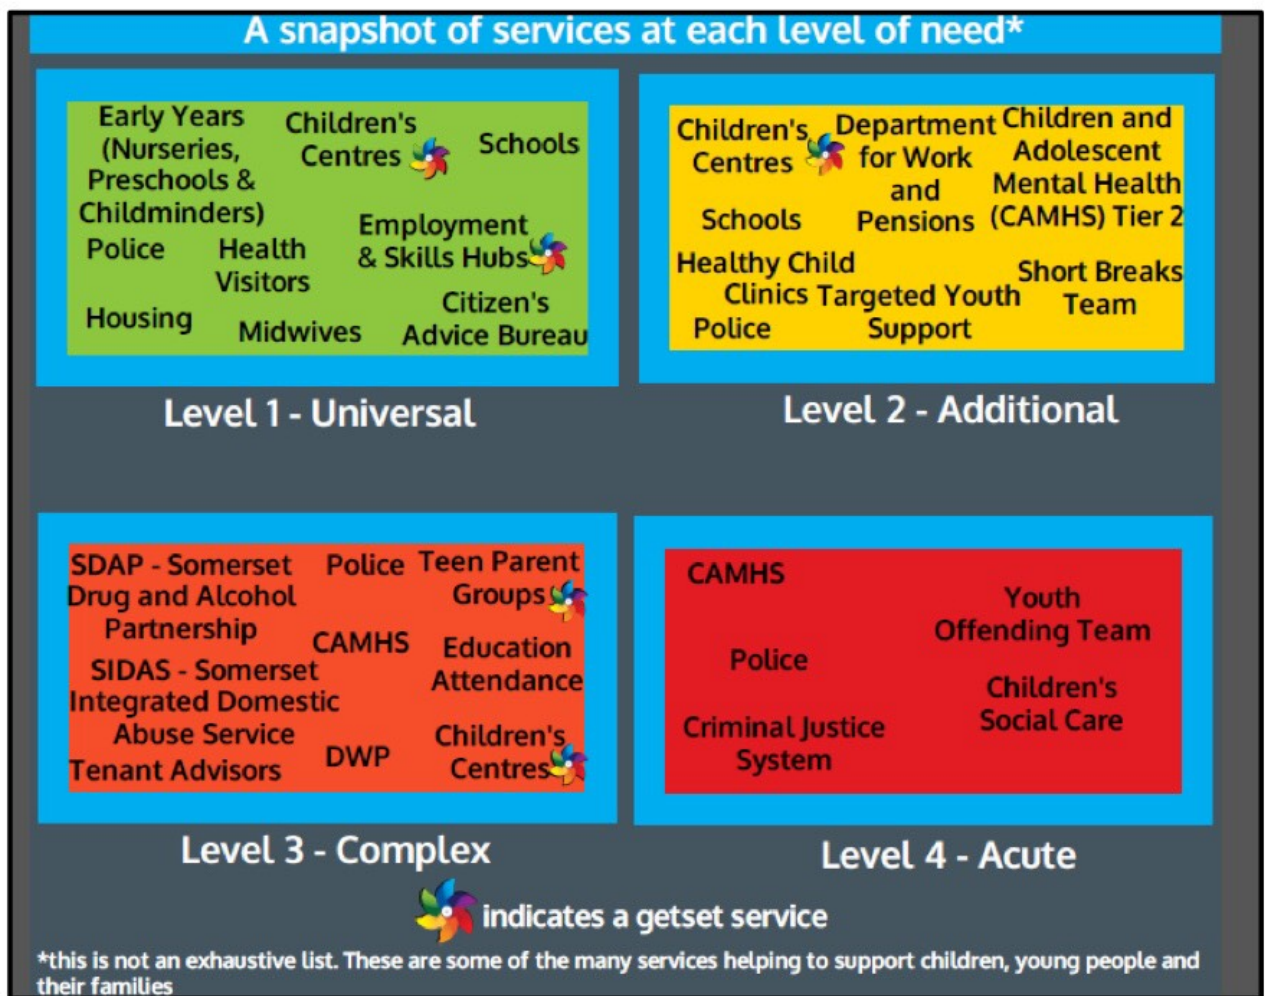 A snapshot of services at each level of need*
Early Years
(Nurseries,
Preschools &
Childminders)
Children's
Centres
Schools
Police
Health
Visitors
Employment
& Skills Hubs
Housing
Midwives
Citizen's
Advice Bureau
Level 1 - Universal
Children's
Centres
Department
for Work
and
Pensions
Children and
Adolescent
Mental Health
(CAMHS) Tier 2
Schools
Healthy Child
Clinics
Targeted Youth
Support
Short Breaks
Team
Police
Level 2 - Additional
SDAP - Somerset
Drug and Alcohol
Partnership
Police
Teen Parent
Groups
CAMHS
Education
Attendance
SIDAS - Somerset
Integrated Domestic
Abuse Service
Tenant Advisors
DWP
Children's
Centres
Level 3 - Complex
CAMHS
Youth
Offending Team
Police
Children's
Social Care
Criminal Justice
System
Level 4 - Acute
indicates a getset service
*this is not an exhaustive list. These are some of the many services helping to support children, young people and
their families